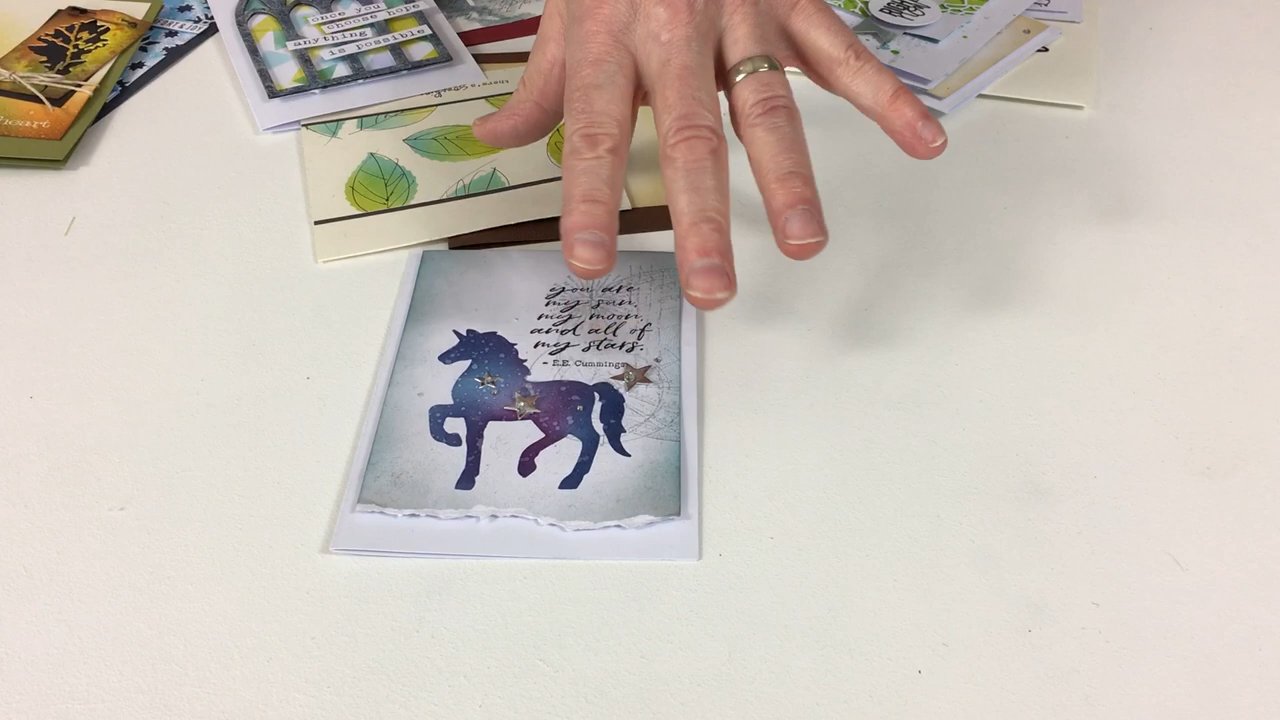 once you
choose hope
anything
is possible
there's
heart
you are
my sun,
my moon,
and all of
my stars.
- E.E. Cummings